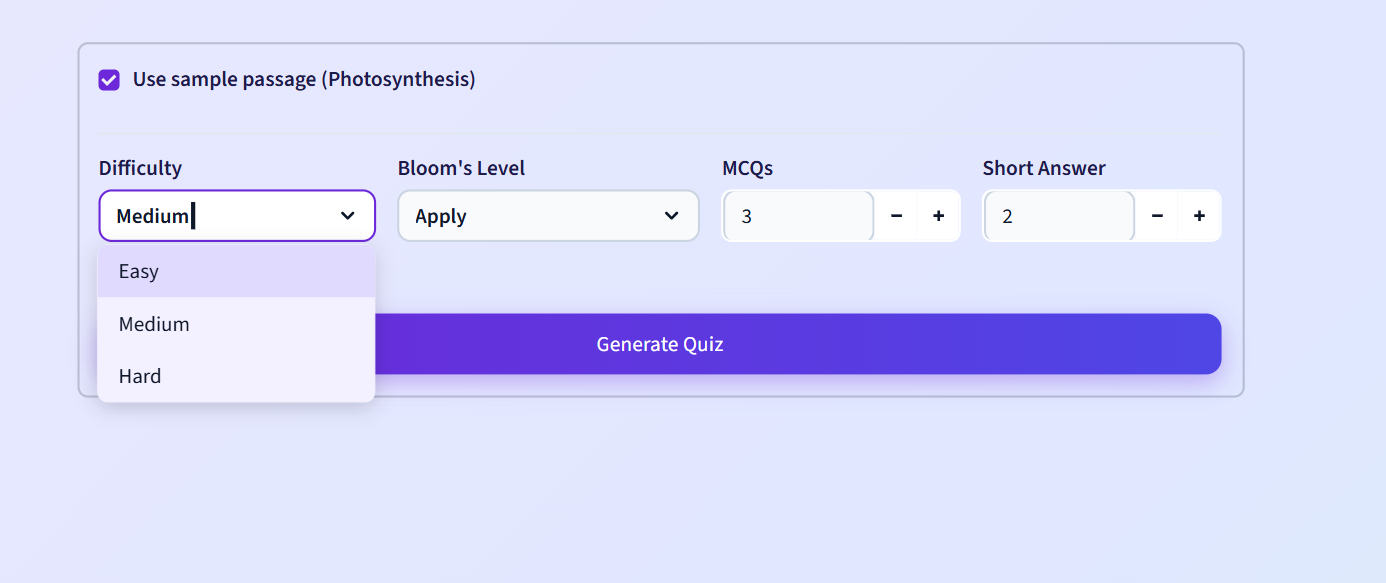 Use sample passage (Photosynthesis)
Difficulty Bloom's Level MCQs Short Answer
Medium Apply 3 − + 2 − +
Easy
Medium
Generate Quiz
Hard